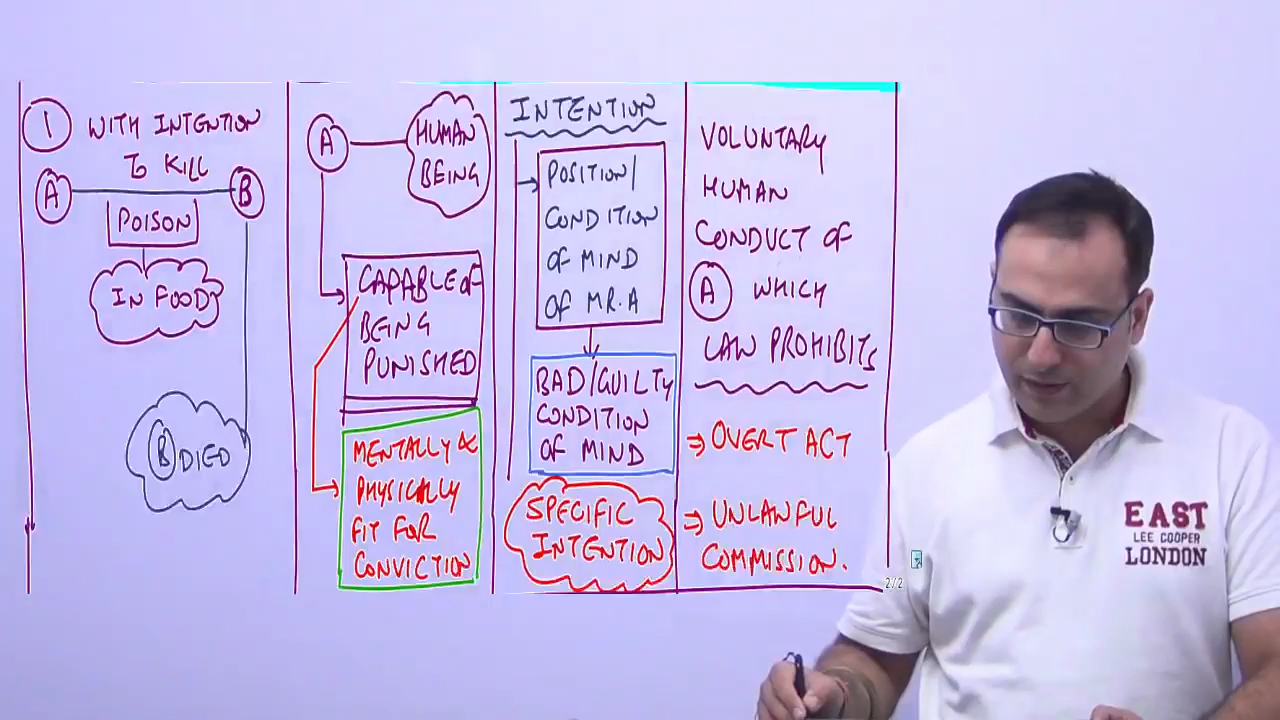 1 WITH INTENTION
TO KILL
A B
POISON
IN FOOD
B DIED
A HUMAN
BEING
CAPABLE OF
BEING
PUNISHED
MENTALLY &
PHYSICALLY
FIT FOR
CONVICTION
INTENTION
POSITION/
CONDITION
OF MIND
OF MR.A
BAD/GUILTY
CONDITION
OF MIND
SPECIFIC
INTENTION
VOLUNTARY
HUMAN
CONDUCT OF
A WHICH
LAW PROHIBITS
⇒ OVERT ACT
⇒ UNLAWFUL
COMMISSION.
2/2
EAST
LEE COOPER
LONDON